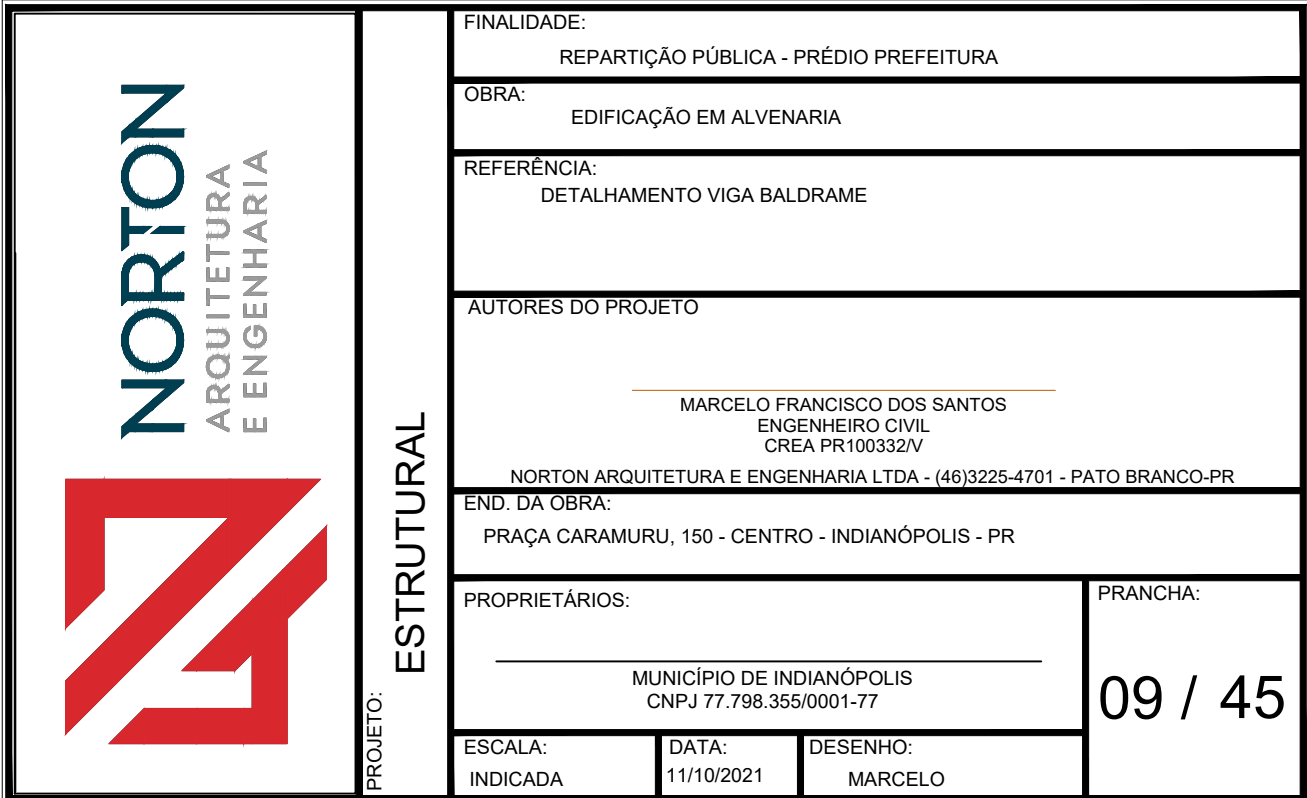 NORTON
ARQUITETURA
E ENGENHARIA
PROJETO:
ESTRUTURAL
FINALIDADE:
REPARTIÇÃO PÚBLICA - PRÉDIO PREFEITURA
OBRA:
EDIFICAÇÃO EM ALVENARIA
REFERÊNCIA:
DETALHAMENTO VIGA BALDRAME
AUTORES DO PROJETO
MARCELO FRANCISCO DOS SANTOS
ENGENHEIRO CIVIL
CREA PR100332/V
NORTON ARQUITETURA E ENGENHARIA LTDA - (46)3225-4701 - PATO BRANCO-PR
END. DA OBRA:
PRAÇA CARAMURU, 150 - CENTRO - INDIANÓPOLIS - PR
PROPRIETÁRIOS:
MUNICÍPIO DE INDIANÓPOLIS
CNPJ 77.798.355/0001-77
PRANCHA:
09 / 45
ESCALA:
INDICADA
DATA:
11/10/2021
DESENHO:
MARCELO